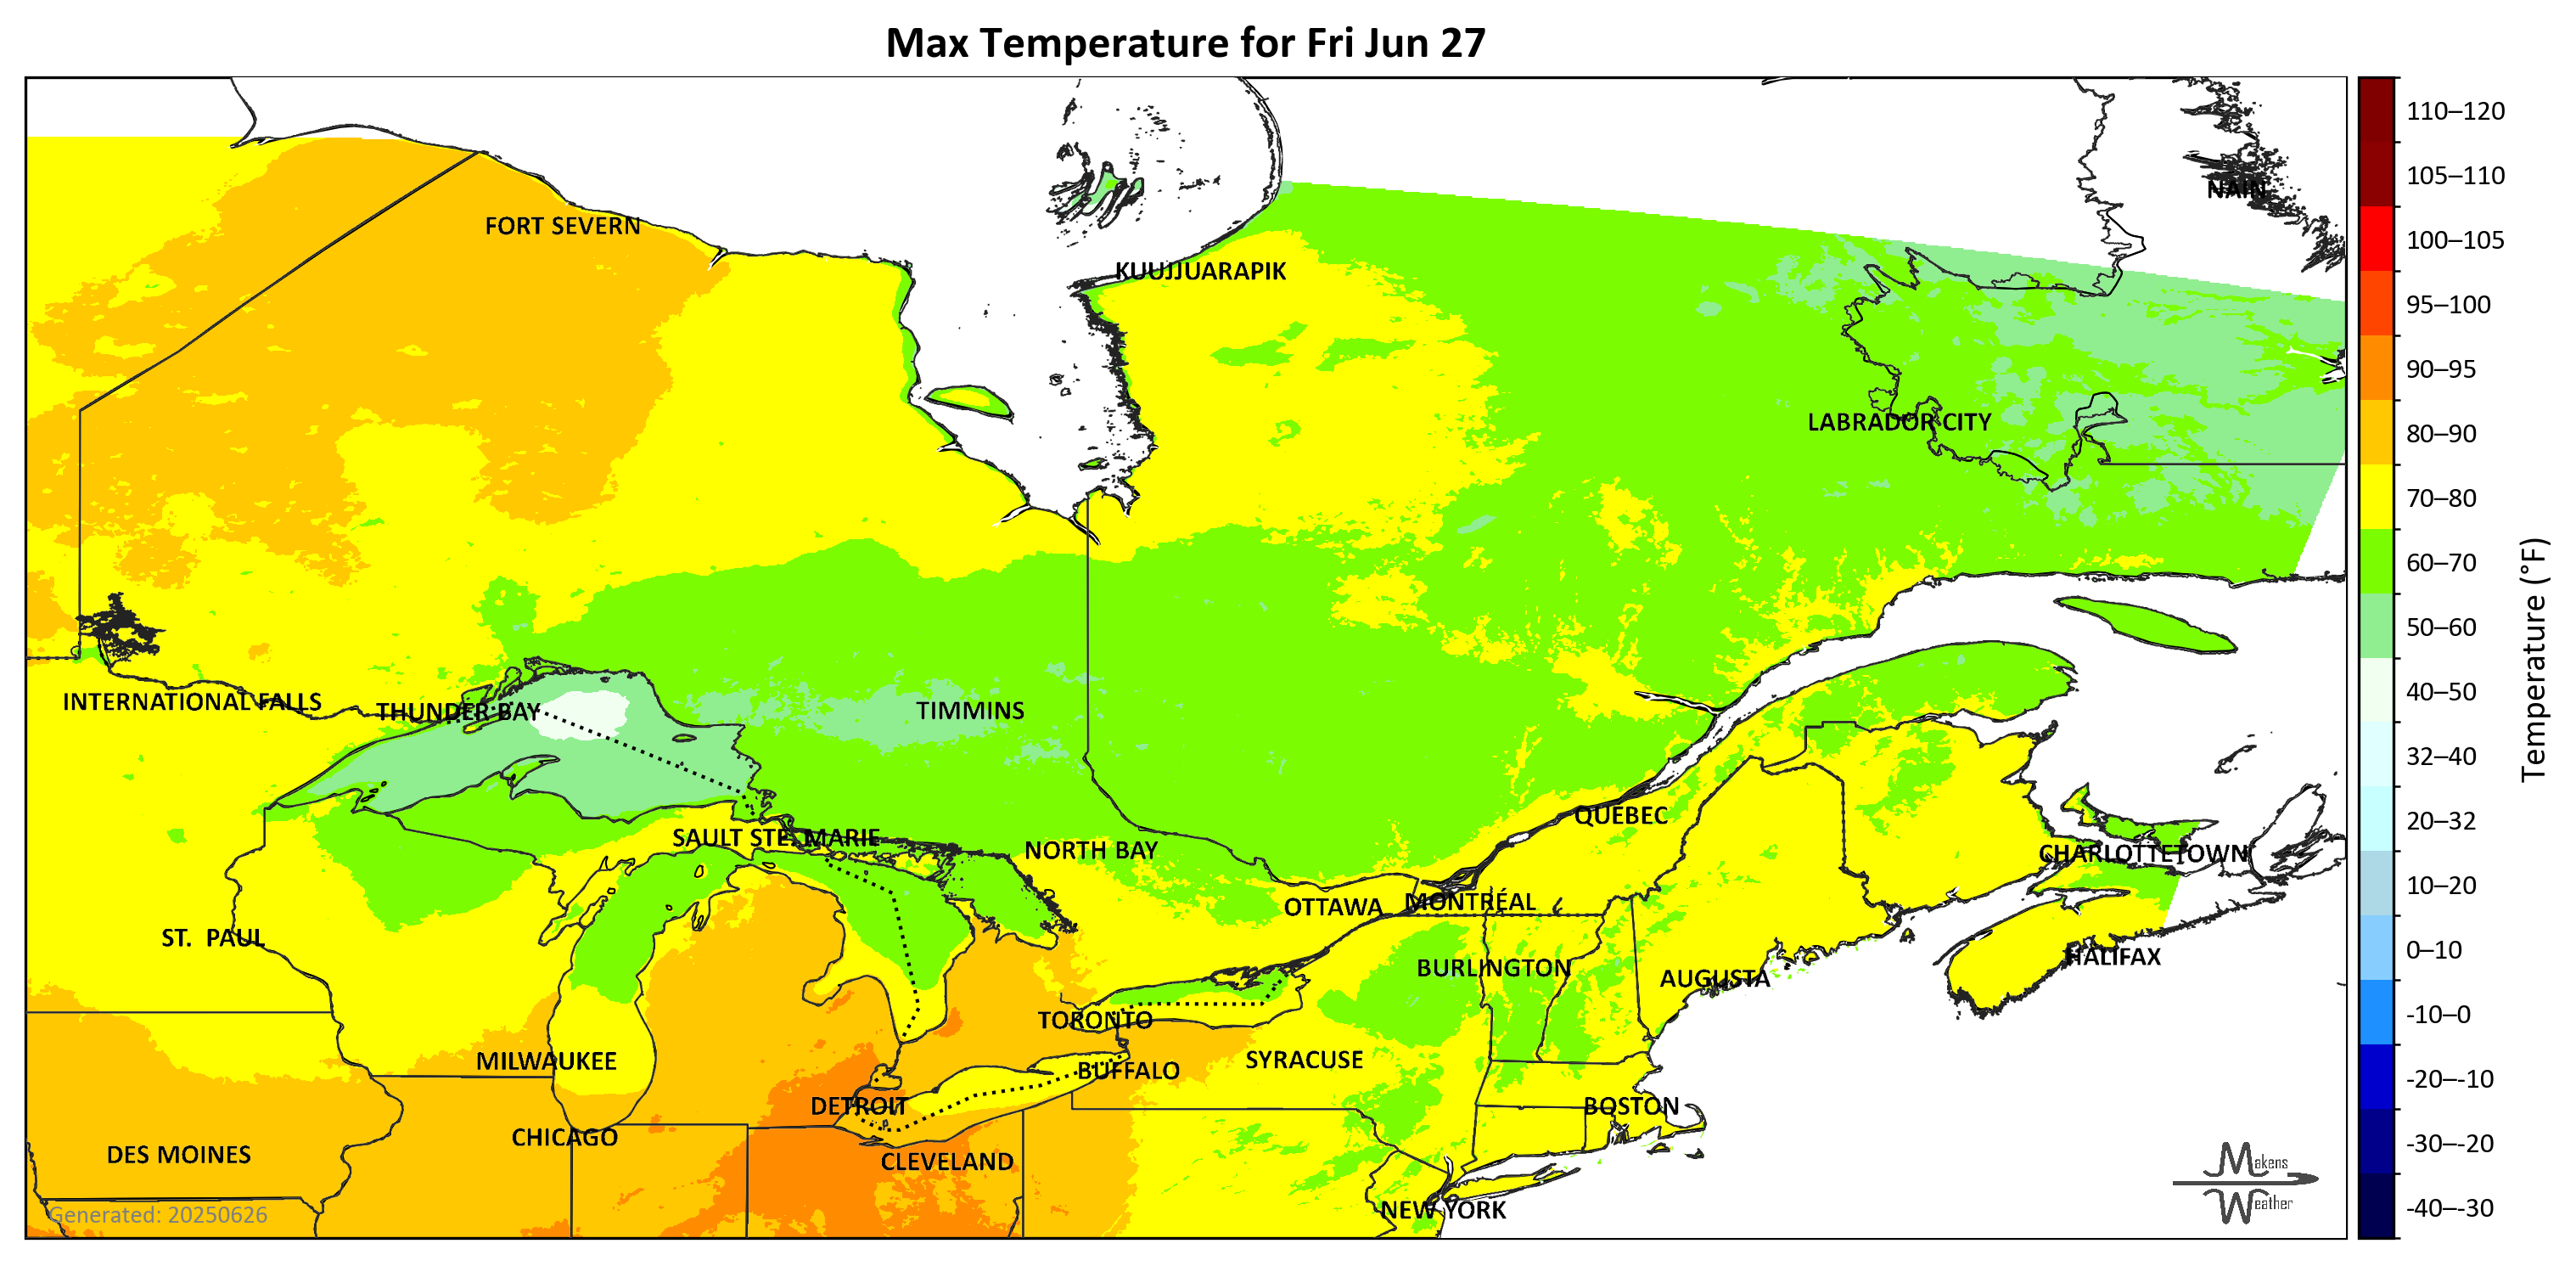 Max Temperature for Fri Jun 27
NAIN
FORT SEVERN
KUUJJUARAPIK
LABRADOR CITY
INTERNATIONAL FALLS
THUNDER BAY
TIMMINS
QUÉBEC
SAULT STE. MARIE
NORTH BAY
CHARLOTTETOWN
OTTAWA
MONTRÉAL
ST.  PAUL
HALIFAX
BURLINGTON
AUGUSTA
TORONTO
MILWAUKEE
SYRACUSE
BUFFALO
DETROIT
BOSTON
CHICAGO
DES MOINES
CLEVELAND
NEW YORK
Generated: 20250626
Makens
Weather
110–120
105–110
100–105
95–100
90–95
80–90
70–80
60–70
50–60
40–50
32–40
20–32
10–20
0–10
-10–0
-20–-10
-30–-20
-40–-30
Temperature (°F)